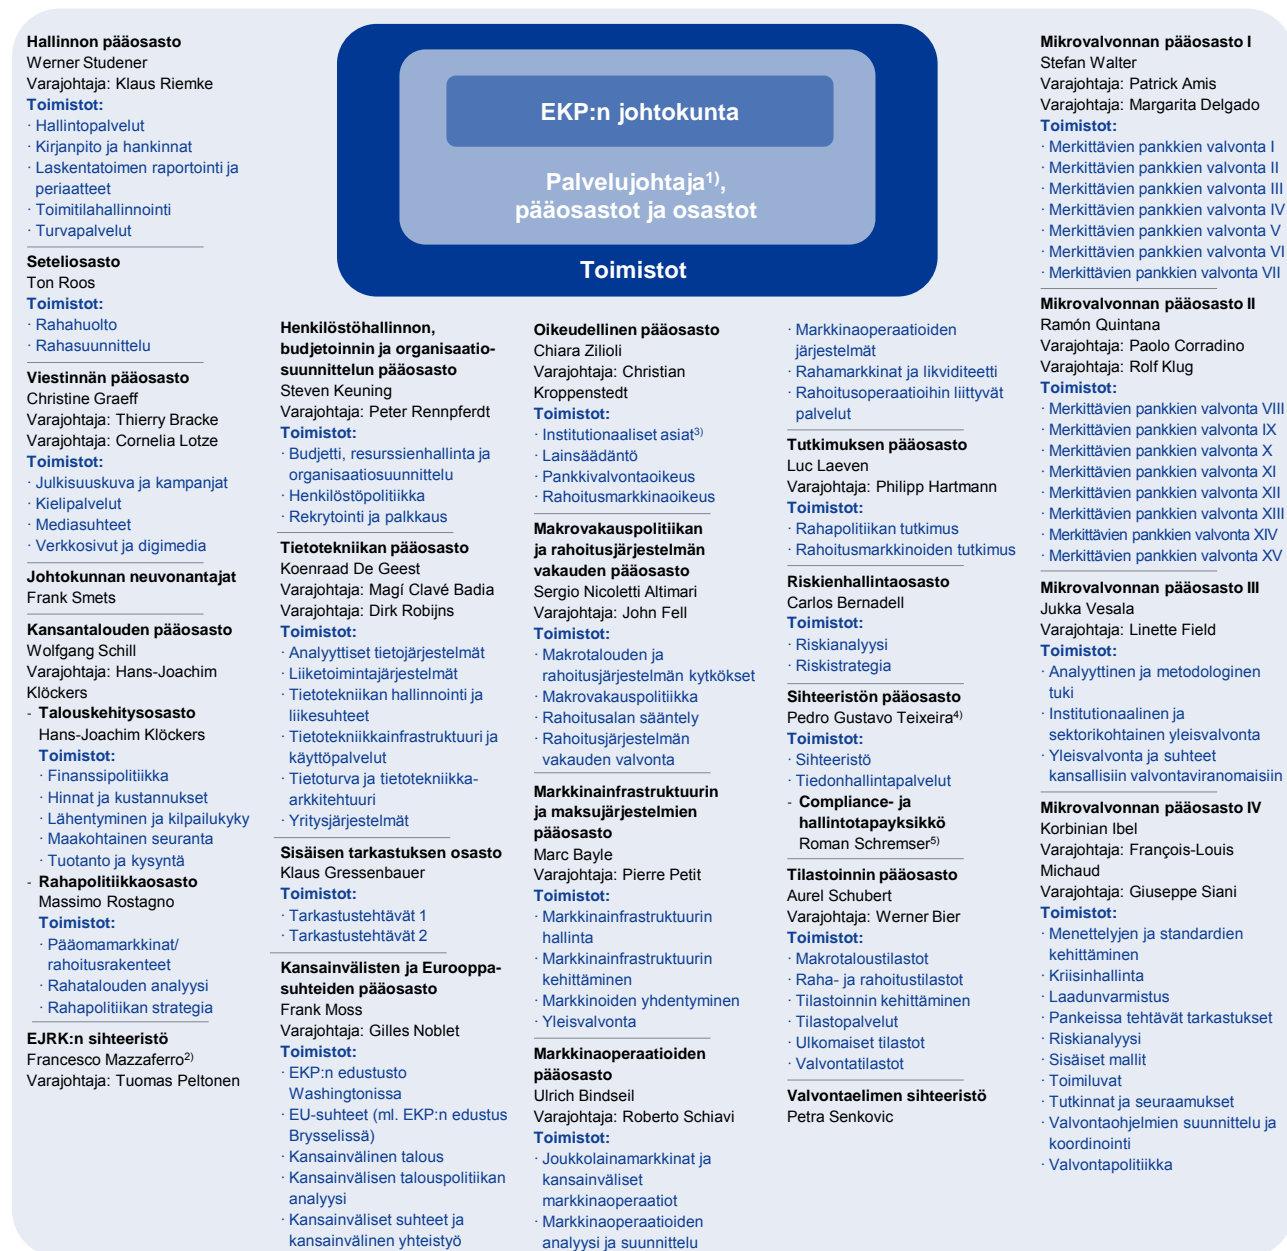 Hallinnon pääosasto
Werner Studener
Varajohtaja: Klaus Riemke
Toimistot:
· Hallintopalvelut
· Kirjanpito ja hankinnat
· Laskentatoimen raportointi ja
periaatteet
· Toimitilahallinnointi
· Turvapalvelut
Seteliosasto
Ton Roos
Toimistot:
· Rahahuolto
· Rahasuunnittelu
Viestinnän pääosasto
Christine Graeff
Varajohtaja: Thierry Bracke
Varajohtaja: Cornelia Lotze
Toimistot:
· Julkisuuskuva ja kampanjat
· Kielipalvelut
· Mediasuhteet
· Verkkosivut ja digimedia
Johtokunnan neuvonantajat
Frank Smets
Kansantalouden pääosasto
Wolfgang Schill
Varajohtaja: Hans-Joachim
Klöckers
- Talouskehitysosasto
Hans-Joachim Klöckers
Toimistot:
· Finanssipolitiikka
· Hinnat ja kustannukset
· Lähentyminen ja kilpailukyky
· Maakohtainen seuranta
· Tuotanto ja kysyntä
- Rahapolitiikkaosasto
Massimo Rostagno
Toimistot:
· Pääomamarkkinat/
rahoitusrakenteet
· Rahatalouden analyysi
· Rahapolitiikan strategia
EJRK:n sihteeristö
Francesco Mazzaferro2)
Varajohtaja: Tuomas Peltonen
EKP:n johtokunta
Palvelujohtaja1),
pääosastot ja osastot
Toimistot
Henkilöstöhallinnon,
budjetoinnin ja organisaatio-
suunnittelun pääosasto
Steven Keuning
Varajohtaja: Peter Rennpferdt
Toimistot:
· Budjetti, resurssienhallinta ja
organisaatiosuunnittelu
· Henkilöstöpolitiikka
· Rekrytointi ja palkkaus
Tietotekniikan pääosasto
Koenraad De Geest
Varajohtaja: Magí Clavé Badia
Varajohtaja: Dirk Robijns
Toimistot:
· Analyyttiset tietojärjestelmät
· Liiketoimintajärjestelmät
· Tietotekniikan hallinnointi ja
liikesuhteet
· Tietotekniikkainfrastruktuuri ja
käyttöpalvelut
· Tietoturva ja tietotekniikka-
arkkitehtuuri
· Yritysjärjestelmät
Sisäisen tarkastuksen osasto
Klaus Gressenbauer
Toimistot:
· Tarkastustehtävät 1
· Tarkastustehtävät 2
Kansainvälisten ja Eurooppa-
suhteiden pääosasto
Frank Moss
Varajohtaja: Gilles Noblet
Toimistot:
· EKP:n edustusto
Washingtonissa
· EU-suhteet (ml. EKP:n edustus
Brysselissä)
· Kansainvälinen talous
· Kansainvälisen talouspolitiikan
analyysi
· Kansainväliset suhteet ja
kansainvälinen yhteistyö
Oikeudellinen pääosasto
Chiara Zilioli
Varajohtaja: Christian
Kroppenstedt
Toimistot:
· Institutionaaliset asiat3)
· Lainsäädäntö
· Pankkivalvontaoikeus
· Rahoitusmarkkinaoikeus
Makrovakauspolitiikan
ja rahoitusjärjestelmän
vakauden pääosasto
Sergio Nicoletti Altimari
Varajohtaja: John Fell
Toimistot:
· Makrotalouden ja
rahoitusjärjestelmän kytkökset
· Makrovakauspolitiikka
· Rahoitusalan sääntely
· Rahoitusjärjestelmän
vakauden valvonta
Markkinainfrastruktuurin
ja maksujärjestelmien
pääosasto
Marc Bayle
Varajohtaja: Pierre Petit
Toimistot:
· Markkinainfrastruktuurin
hallinta
· Markkinainfrastruktuurin
kehittäminen
· Markkinoiden yhdentyminen
· Yleisvalvonta
Markkinaoperaatioiden
pääosasto
Ulrich Bindseil
Varajohtaja: Roberto Schiavi
Toimistot:
· Joukkolainamarkkinat ja
kansainväliset
markkinaoperaatiot
· Markkinaoperaatioiden
analyysi ja suunnittelu
· Markkinaoperaatioiden
järjestelmät
· Rahamarkkinat ja likviditeetti
· Rahoitusoperaatioihin liittyvät
palvelut
Tutkimuksen pääosasto
Luc Laeven
Varajohtaja: Philipp Hartmann
Toimistot:
· Rahapolitiikan tutkimus
· Rahoitusmarkkinoiden tutkimus
Riskienhallintaosasto
Carlos Bernadell
Toimistot:
· Riskianalyysi
· Riskistrategia
Sihteeristön pääosasto
Pedro Gustavo Teixeira4)
Toimistot:
· Sihteeristö
· Tiedonhallintapalvelut
- Compliance- ja
hallintotapayksikkö
Roman Schremser5)
Tilastoinnin pääosasto
Aurel Schubert
Varajohtaja: Werner Bier
Toimistot:
· Makrotaloustilastot
· Raha- ja rahoitustilastot
· Tilastoinnin kehittäminen
· Tilastopalvelut
· Ulkomaiset tilastot
· Valvontatilastot
Valvontaelimen sihteeristö
Petra Senkovic
Mikrovalvonnan pääosasto I
Stefan Walter
Varajohtaja: Patrick Amis
Varajohtaja: Margarita Delgado
Toimistot:
· Merkittävien pankkien valvonta I
· Merkittävien pankkien valvonta II
· Merkittävien pankkien valvonta III
· Merkittävien pankkien valvonta IV
· Merkittävien pankkien valvonta V
· Merkittävien pankkien valvonta VI
· Merkittävien pankkien valvonta VII
Mikrovalvonnan pääosasto II
Ramón Quintana
Varajohtaja: Paolo Corradino
Varajohtaja: Rolf Klug
Toimistot:
· Merkittävien pankkien valvonta VIII
· Merkittävien pankkien valvonta IX
· Merkittävien pankkien valvonta X
· Merkittävien pankkien valvonta XI
· Merkittävien pankkien valvonta XII
· Merkittävien pankkien valvonta XIII
· Merkittävien pankkien valvonta XIV
· Merkittävien pankkien valvonta XV
Mikrovalvonnan pääosasto III
Jukka Vesala
Varajohtaja: Linette Field
Toimistot:
· Analyyttinen ja metodologinen
tuki
· Institutionaalinen ja
sektorikohtainen yleisvalvonta
· Yleisvalvonta ja suhteet
kansallisiin valvontaviranomaisiin
Mikrovalvonnan pääosasto IV
Korbinian Ibel
Varajohtaja: François-Louis
Michaud
Varajohtaja: Giuseppe Siani
Toimistot:
· Menettelyjen ja standardien
kehittäminen
· Kriisinhallinta
· Laadunvarmistus
· Pankeissa tehtävät tarkastukset
· Riskianalyysi
· Sisäiset mallit
· Toimiluvat
· Tutkinnat ja seuraamukset
· Valvontaohjelmien suunnittelu ja
koordinointi
· Valvontapolitiikka